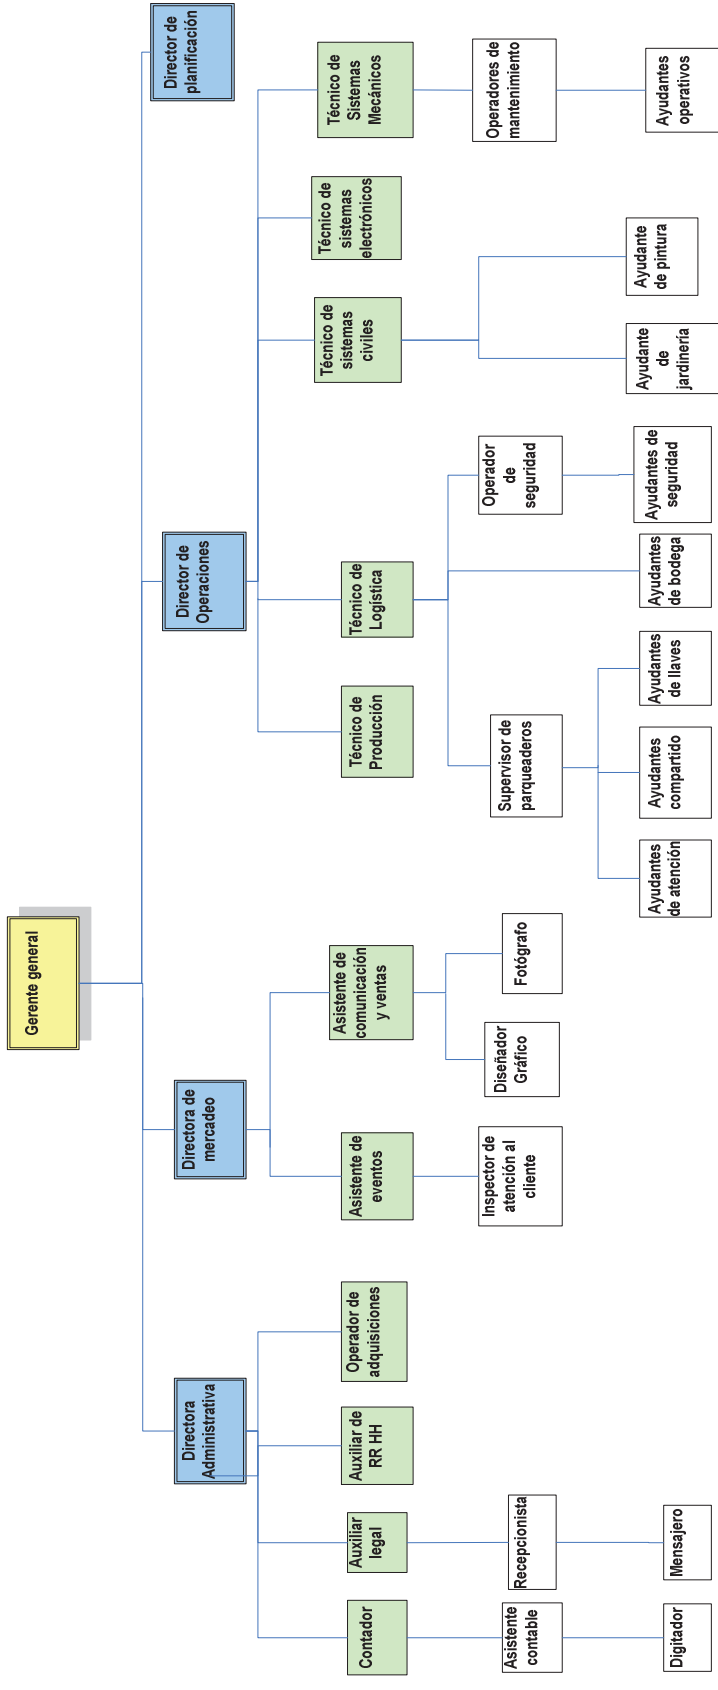 Gerente general
Directora
Administrativa
Directora de
mercadeo
Director de
Operaciones
Director de
planificación
Contador
Auxiliar
legal
Auxiliar de
RR HH
Operador de
adquisiciones
Asistente de
eventos
Asistente de
comunicación
y ventas
Técnico de
Producción
Técnico de
Logística
Técnico de
sistemas
civiles
Técnico de
sistemas
electrónicos
Técnico de
Sistemas
Mecánicos
Asistente
contable
Recepcionista
Inspector de
atención al
cliente
Diseñador
Gráfico
Fotógrafo
Supervisor de
parqueaderos
Operador
de
seguridad
Operadores de
mantenimiento
Digitador
Mensajero
Ayudantes
de atención
Ayudantes
compartido
Ayudantes
de llaves
Ayudantes
de bodega
Ayudantes de
seguridad
Ayudante
de
jardinería
Ayudante
de pintura
Ayudantes
operativos